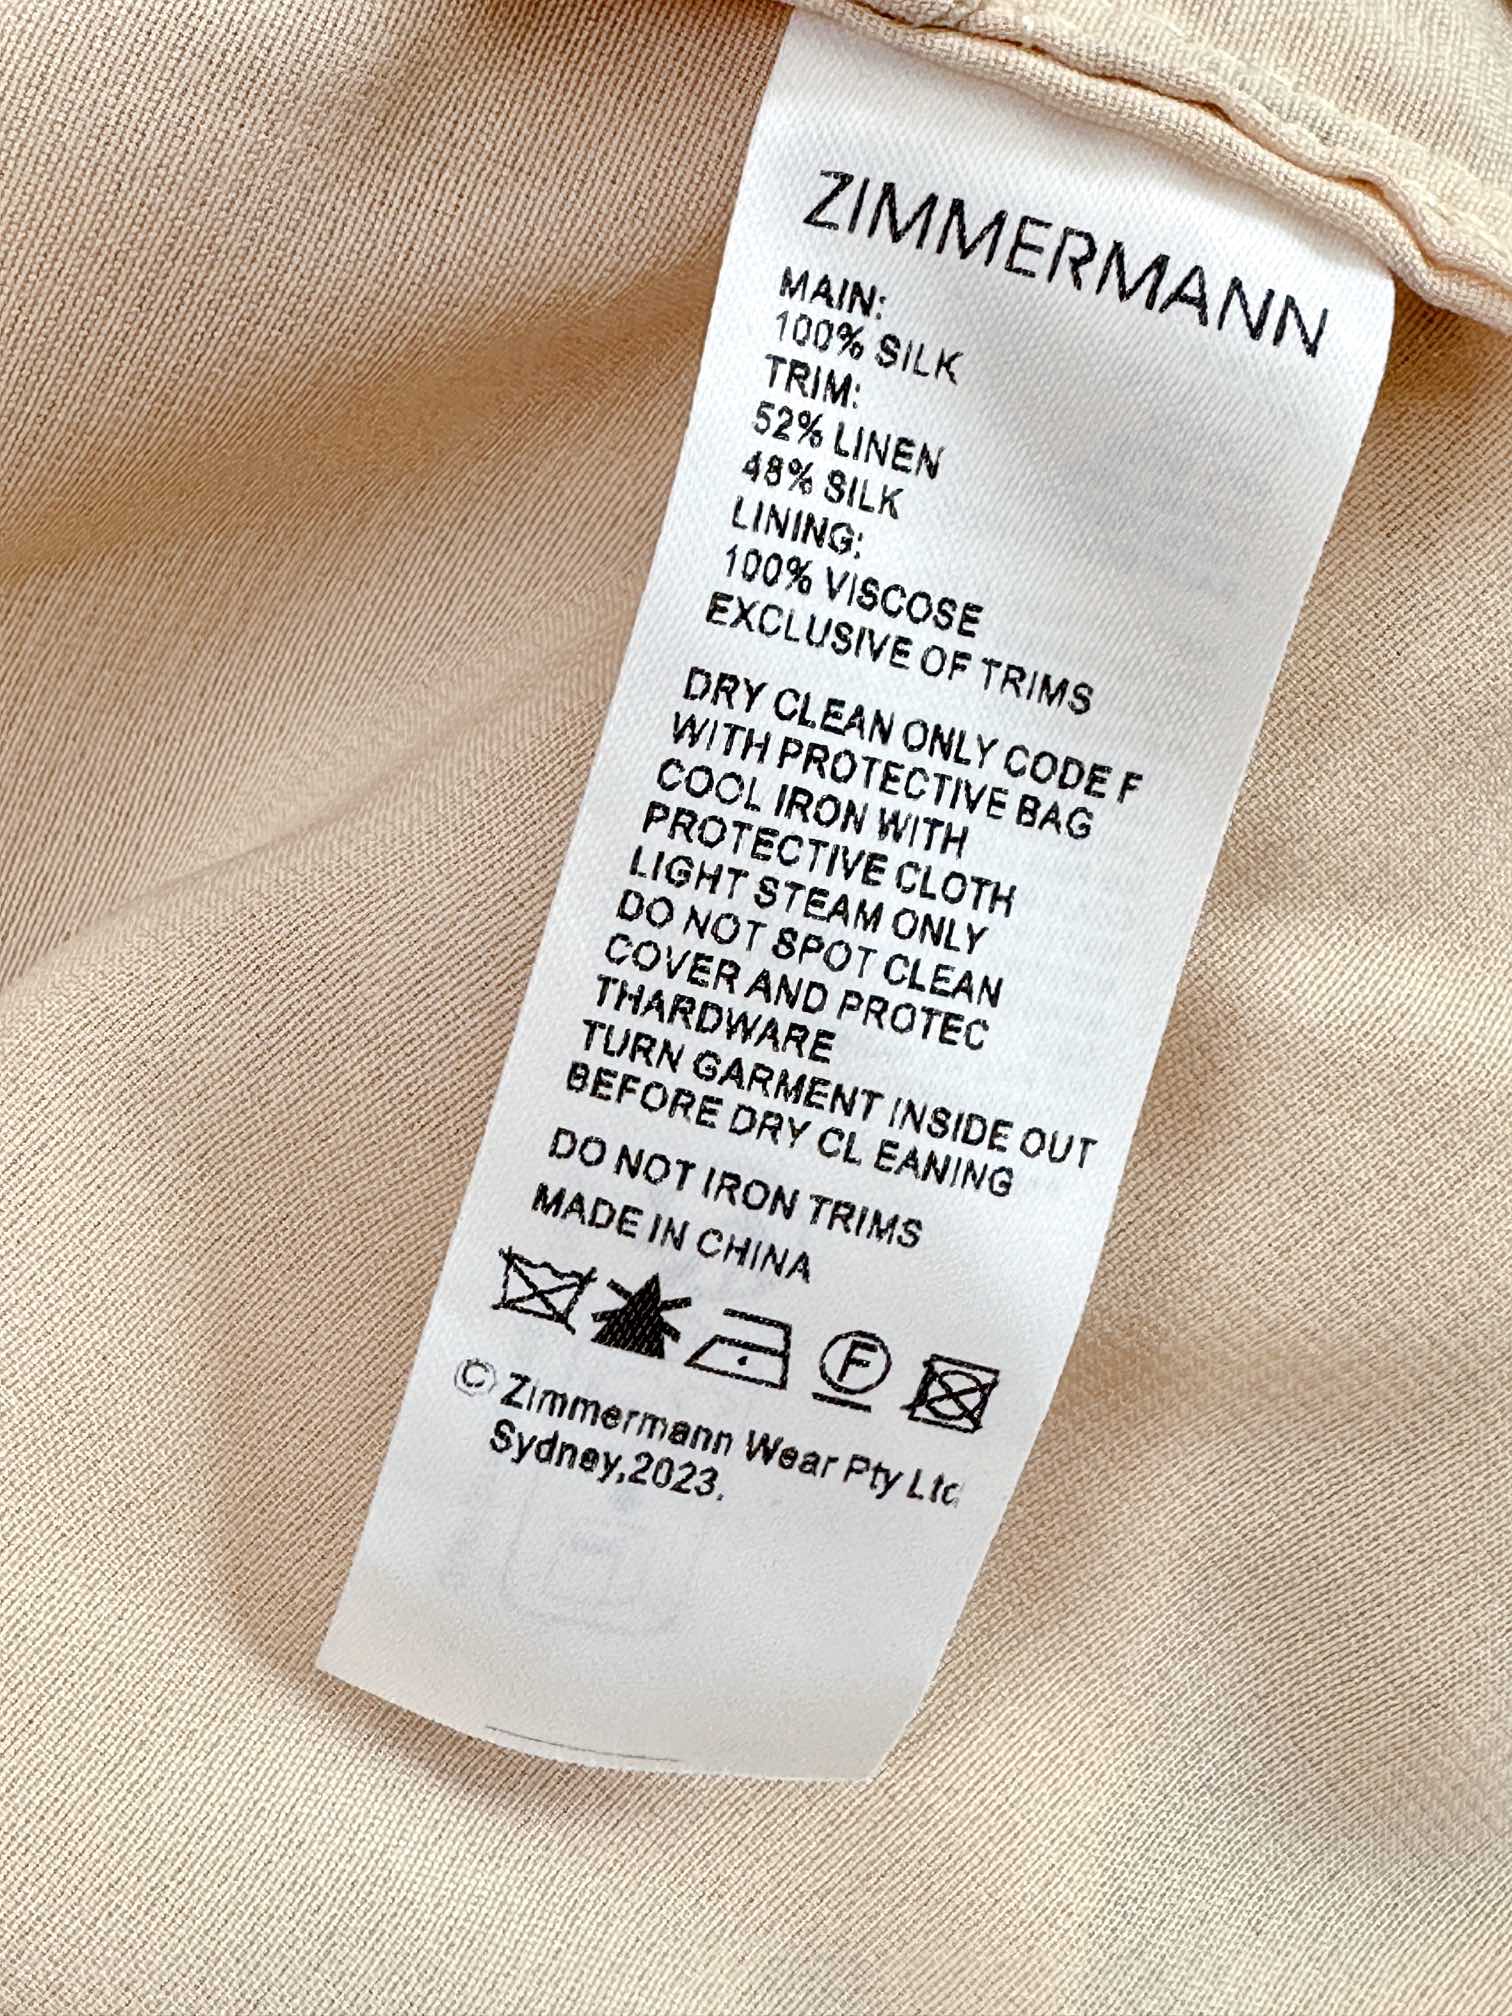 ZIMMERMANN
MAIN:
100% SILK
TRIM:
52% LINEN
48% SILK
LINING:
100% VISCOSE
EXCLUSIVE OF TRIMS
DRY CLEAN ONLY CODE F
WITH PROTECTIVE BAG
COOL IRON WITH
PROTECTIVE CLOTH
LIGHT STEAM ONLY
DO NOT SPOT CLEAN
COVER AND PROTEC
THARDWARE
TURN GARMENT INSIDE OUT
BEFORE DRY CL EANING
DO NOT IRON TRIMS
MADE IN CHINA
F
© Zimmermann Wear Pty Ltd
Sydney,2023.